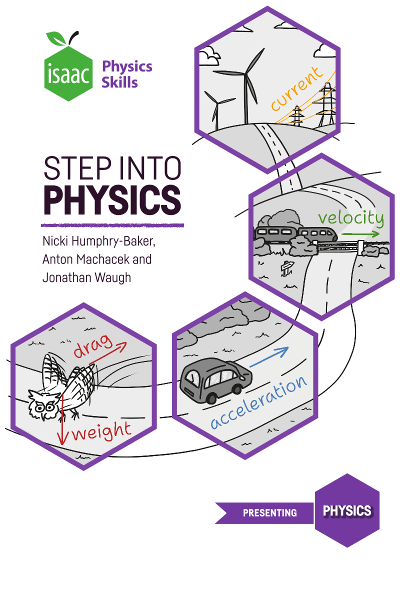 isaac
Physics
Skills
current
STEP INTO
PHYSICS
Nicki Humphry-Baker,
Anton Machacek and
Jonathan Waugh
velocity
drag
weight
acceleration
PRESENTING
PHYSICS